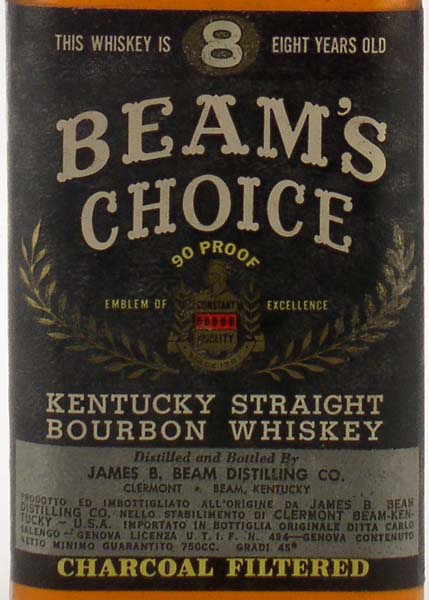 THIS WHISKEY IS 8 EIGHT YEARS OLD
BEAM'S
CHOICE
90 PROOF
EMBLEM OF EXCELLENCE
CONSTANT
FIDELITY
KENTUCKY STRAIGHT
BOURBON WHISKEY
Distilled and Bottled By
JAMES B. BEAM DISTILLING CO.
CLERMONT • BEAM, KENTUCKY
PRODOTTO ED IMBOTTIGLIATO ALL'ORIGINE DA JAMES B. BEAM
DISTILLING CO. NELLO STABILIMENTO DI CLERMONT BEAM-KEN-
TUCKY - U.S.A. IMPORTATO IN BOTTIGLIA ORIGINALE DITTA CARLO
SALENGO - GENOVA LICENZA U.T.I.F. N. 494 - GENOVA CONTENUTO
NETTO MINIMO GUARANTITO 750CC. GRADI 45°
CHARCOAL FILTERED